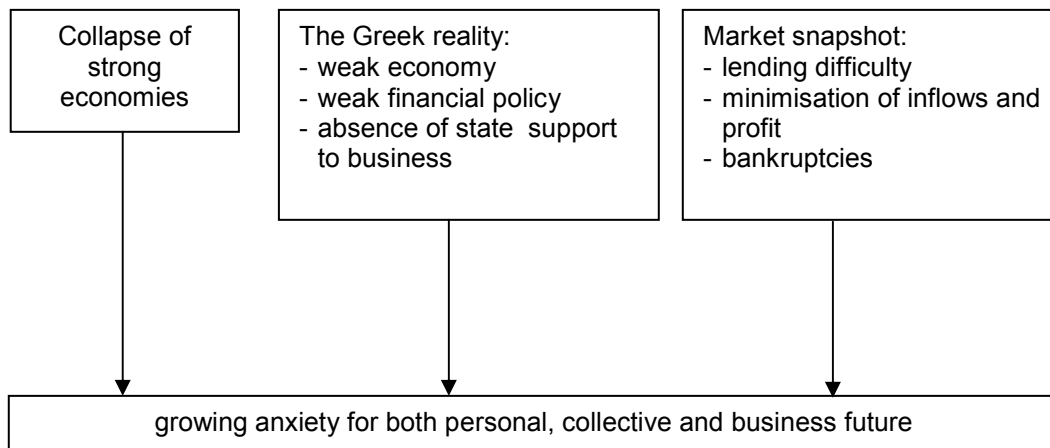 Collapse of
strong
economies
The Greek reality:
- weak economy
- weak financial policy
- absence of state support
to business
Market snapshot:
- lending difficulty
- minimisation of inflows and
profit
- bankruptcies
growing anxiety for both personal, collective and business future